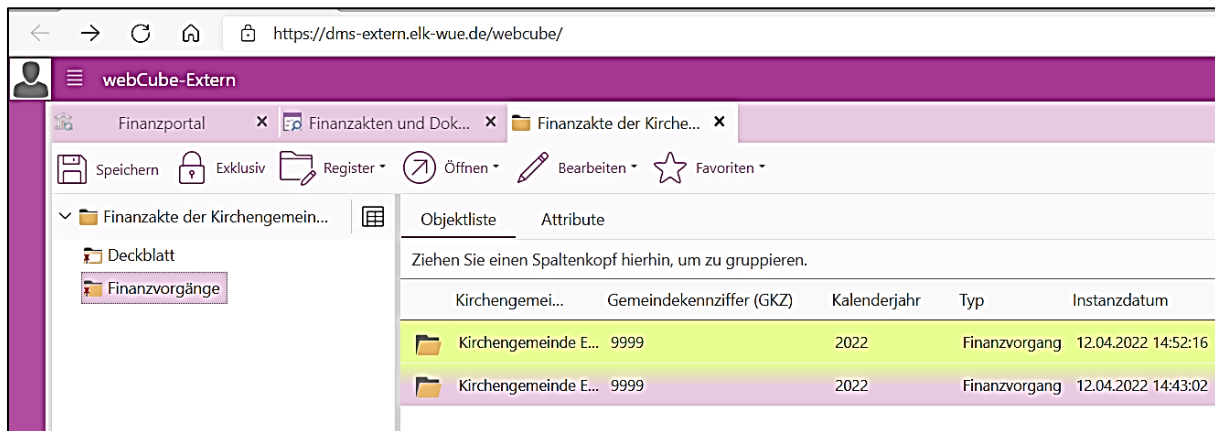 https://dms-extern.elk-wue.de/webcube/
webCube-Extern
Finanzportal Finanzakten und Dok... Finanzakte der Kirche...
Speichern Exklusiv Register Öffnen Bearbeiten Favoriten
Finanzakte der Kirchengemein...
Deckblatt
Finanzvorgänge
Objektliste Attribute
Ziehen Sie einen Spaltenkopf hierhin, um zu gruppieren.
Kirchengemei... Gemeindekennziffer (GKZ) Kalenderjahr Typ Instanzdatum
Kirchengemeinde E... 9999 2022 Finanzvorgang 12.04.2022 14:52:16
Kirchengemeinde E... 9999 2022 Finanzvorgang 12.04.2022 14:43:02